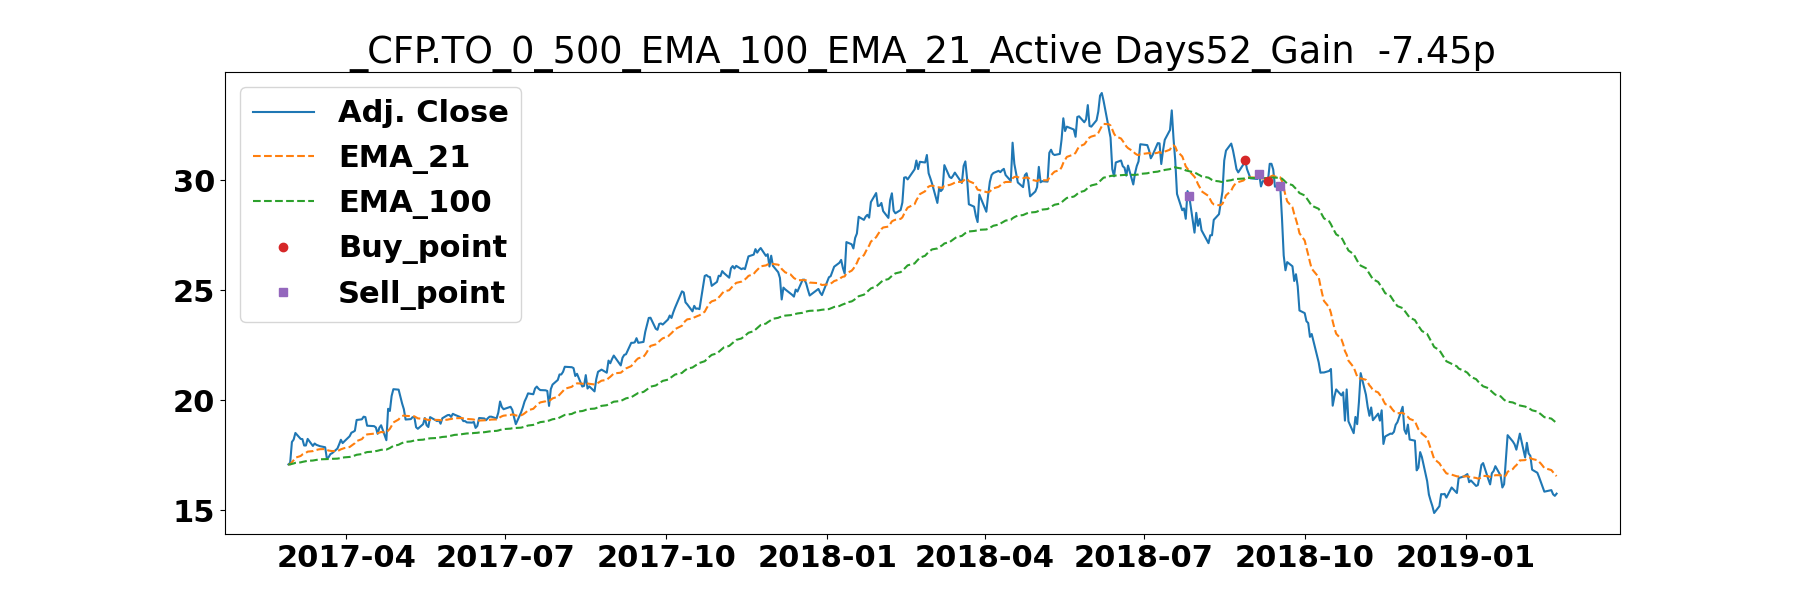 _CFP.TO_0_500_EMA_100_EMA_21_Active Days52_Gain  -7.45p
Adj. Close
EMA_21
EMA_100
Buy_point
Sell_point
30
25
20
15
2017-04 2017-07 2017-10 2018-01 2018-04 2018-07 2018-10 2019-01